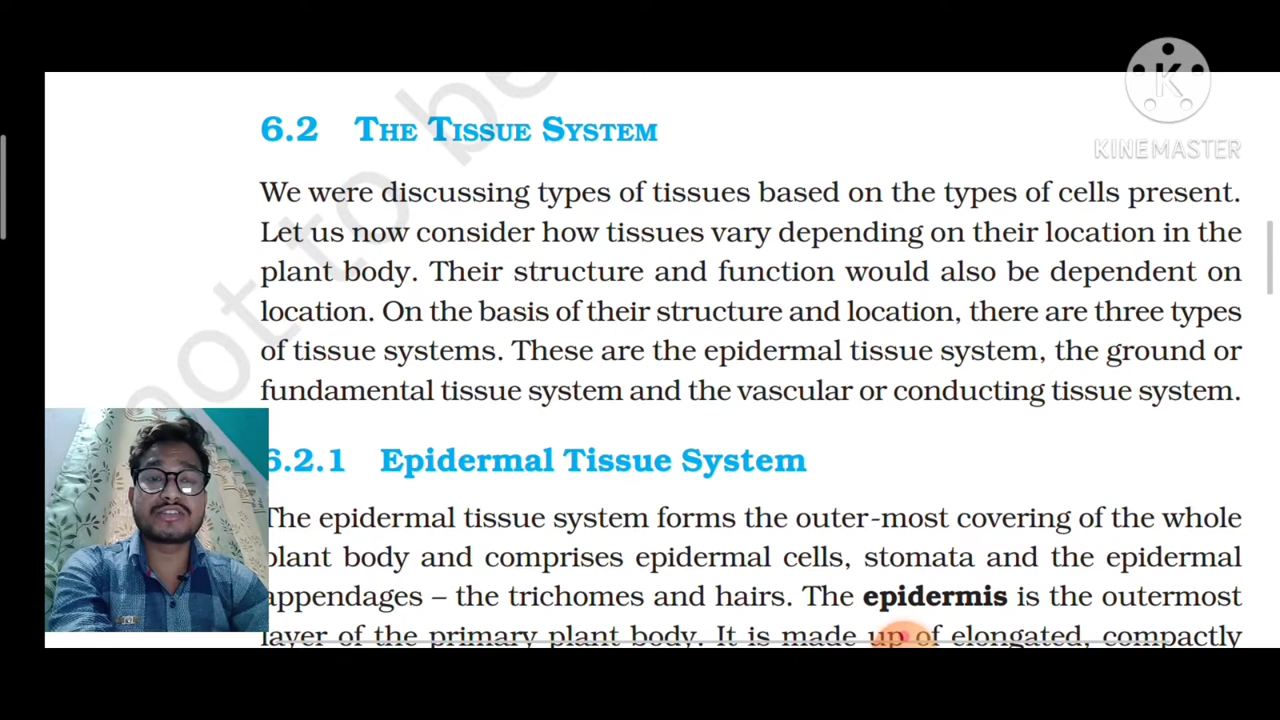 KINEMASTER
6.2 THE TISSUE SYSTEM
We were discussing types of tissues based on the types of cells present.
Let us now consider how tissues vary depending on their location in the
plant body. Their structure and function would also be dependent on
location. On the basis of their structure and location, there are three types
of tissue systems. These are the epidermal tissue system, the ground or
fundamental tissue system and the vascular or conducting tissue system.
6.2.1 Epidermal Tissue System
The epidermal tissue system forms the outer-most covering of the whole
plant body and comprises epidermal cells, stomata and the epidermal
appendages – the trichomes and hairs. The epidermis is the outermost
layer of the primary plant body. It is made up of elongated, compactly
not to be